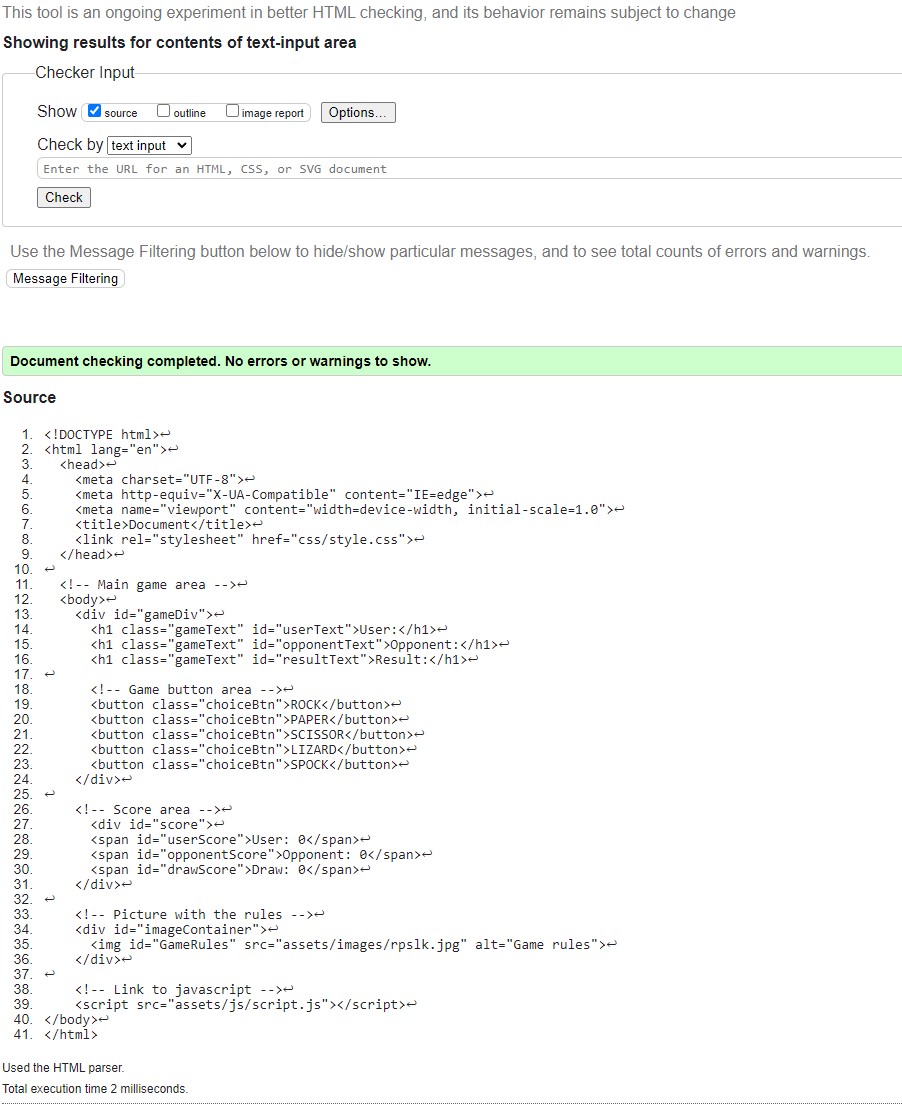 This tool is an ongoing experiment in better HTML checking, and its behavior remains subject to change
Showing results for contents of text-input area
Checker Input
Show source outline image report Options...
Check by text input
Enter the URL for an HTML, CSS, or SVG document
Check
Use the Message Filtering button below to hide/show particular messages, and to see total counts of errors and warnings.
Message Filtering
Document checking completed. No errors or warnings to show.
Source
1. <!DOCTYPE html>↩
2. <html lang="en">↩
3.   <head>↩
4.     <meta charset="UTF-8">↩
5.     <meta http-equiv="X-UA-Compatible" content="IE=edge">↩
6.     <meta name="viewport" content="width=device-width, initial-scale=1.0">↩
7.     <title>Document</title>↩
8.     <link rel="stylesheet" href="css/style.css">↩
9.   </head>↩
10. ↩
11.   <!-- Main game area -->↩
12.   <body>↩
13.     <div id="gameDiv">↩
14.       <h1 class="gameText" id="userText">User:</h1>↩
15.       <h1 class="gameText" id="opponentText">Opponent:</h1>↩
16.       <h1 class="gameText" id="resultText">Result:</h1>↩
17. ↩
18.       <!-- Game button area -->↩
19.       <button class="choiceBtn">ROCK</button>↩
20.       <button class="choiceBtn">PAPER</button>↩
21.       <button class="choiceBtn">SCISSOR</button>↩
22.       <button class="choiceBtn">LIZARD</button>↩
23.       <button class="choiceBtn">SPOCK</button>↩
24.     </div>↩
25. ↩
26.     <!-- Score area -->↩
27.       <div id="score">↩
28.       <span id="userScore">User: 0</span>↩
29.       <span id="opponentScore">Opponent: 0</span>↩
30.       <span id="drawScore">Draw: 0</span>↩
31.     </div>↩
32. ↩
33.     <!-- Picture with the rules -->↩
34.     <div id="imageContainer">↩
35.       <img id="GameRules" src="assets/images/rpslk.jpg" alt="Game rules">↩
36.     </div>↩
37. ↩
38.     <!-- Link to javascript -->↩
39.     <script src="assets/js/script.js"></script>↩
40. </body>↩
41. </html>
Used the HTML parser.
Total execution time 2 milliseconds.